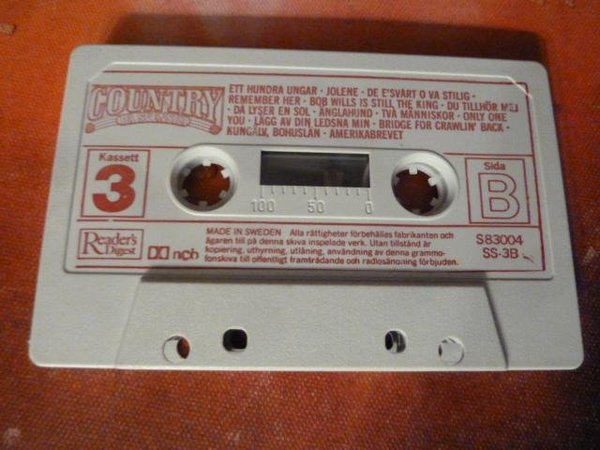 COUNTRY
ETT HUNDRA UNGAR · JOLENE · DE E'SVART O VA STILIG ·
REMEMBER HER · BOB WILLS IS STILL THE KING · DU TILLHÖR MEJ
· DÅ LYSER EN SOL · ÄNGLAHUND · TVÅ MÄNNISKOR · ONLY ONE
YOU · LÄGG AV DIN LEDSNA MIN · BRIDGE FOR CRAWLIN' BACK ·
KUNGÄLV, BOHUSLÄN · AMERIKABREVET
Kassett
3
Sida
B
100 50 0
Reader's
Digest
nch
MADE IN SWEDEN Alla rättigheter förbehålles fabrikanten och
ägaren till på denna skiva inspelade verk. Utan tillstånd är
kopiering, uthyrning, utlåning, användning av denna grammo-
fonskiva till offentligt framträdande och radiosändning förbjuden.
S83004
SS-3B